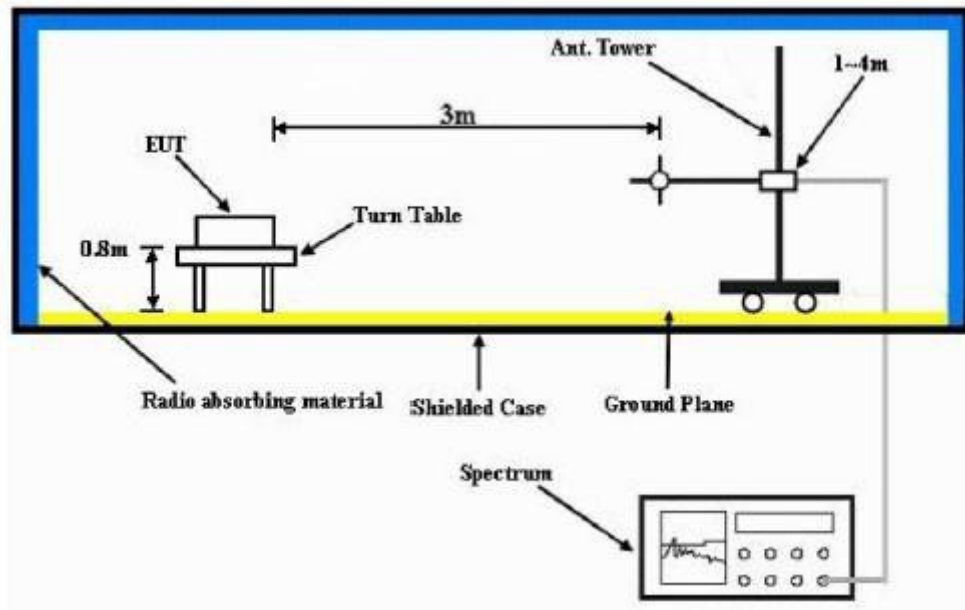 Ant. Tower
1~4m
3m
EUT
Turn Table
0.8m
Radio absorbing material
Shielded Case
Ground Plane
Spectrum